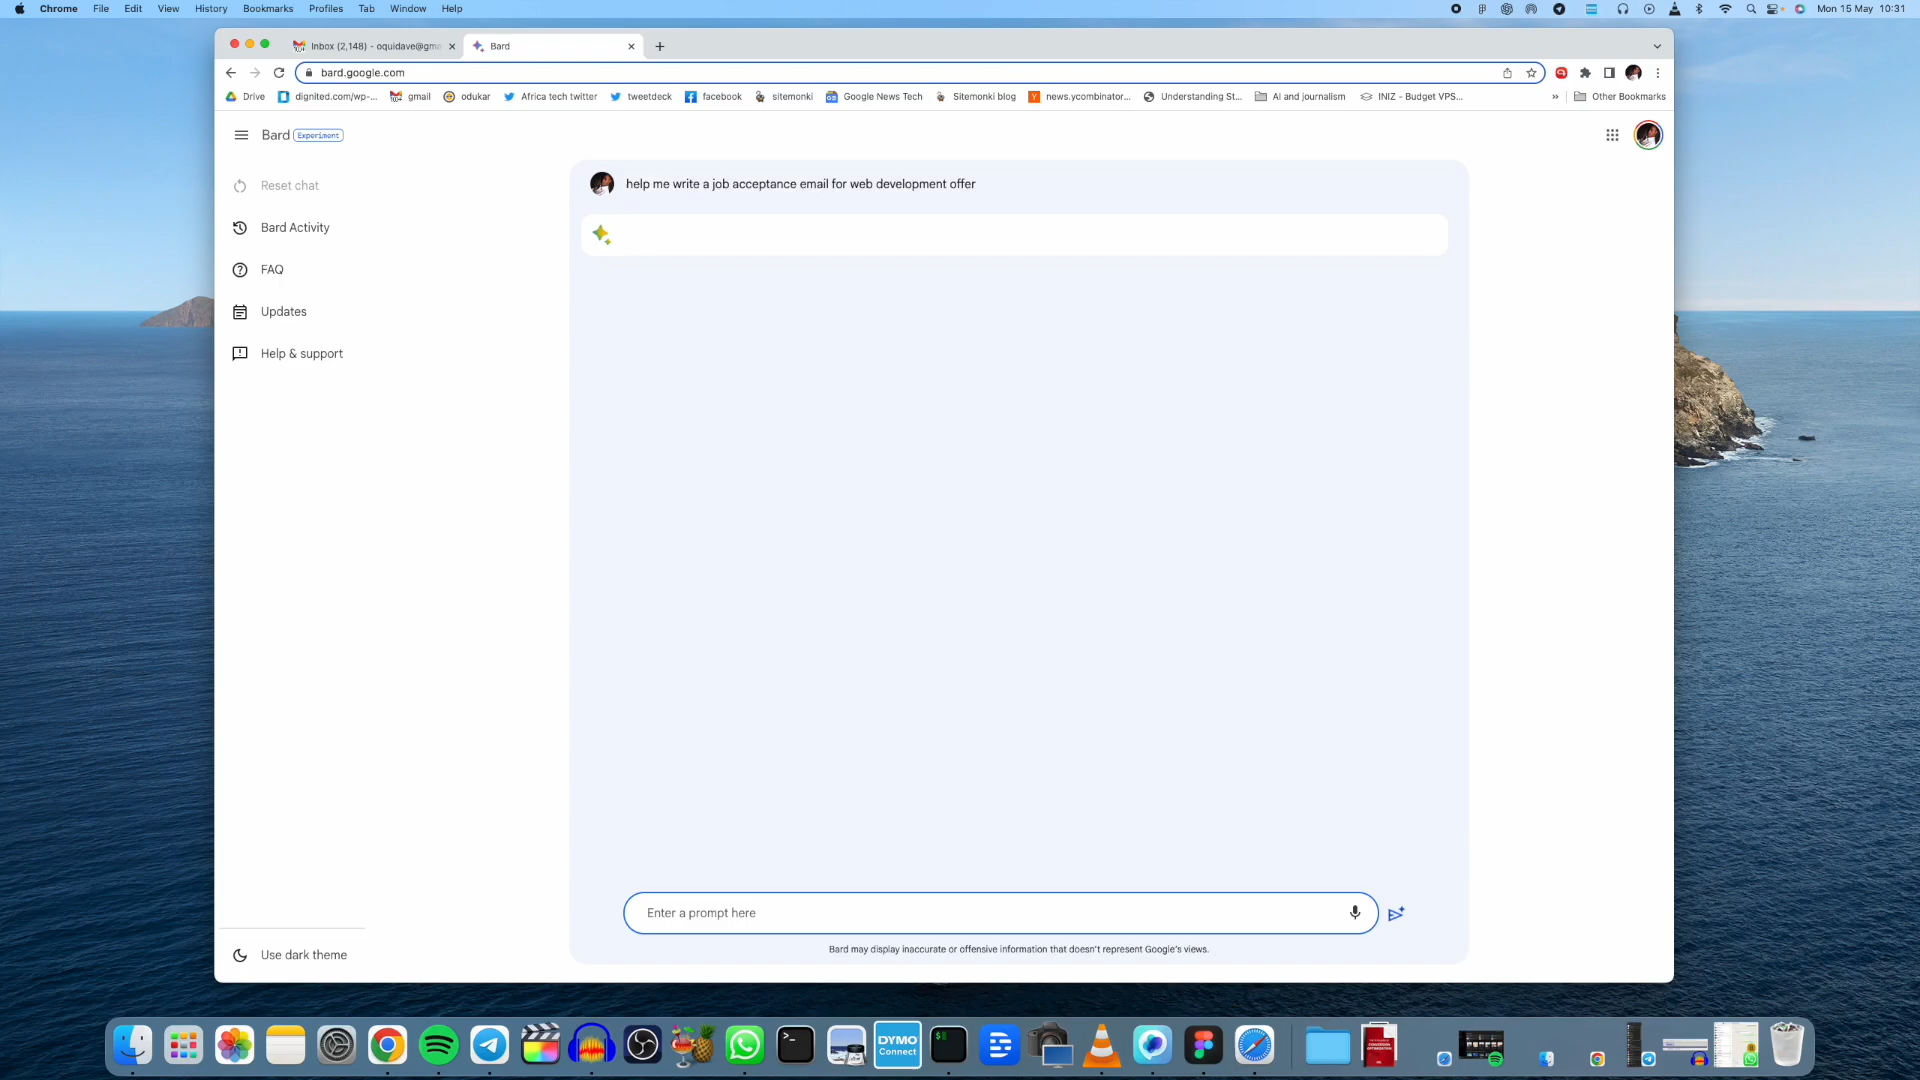 Chrome File Edit View History Bookmarks Profiles Tab Window Help
Mon 15 May 10:31
Inbox (2,148) - oquidave@gma
Bard
bard.google.com
Drive
dignited.com/wp-...
gmail
odukar
Africa tech twitter
tweetdeck
facebook
sitemonki
Google News Tech
Sitemonki blog
news.ycombinator...
Understanding St...
AI and journalism
INIZ - Budget VPS...
»
Other Bookmarks
Bard Experiment
Reset chat
Bard Activity
FAQ
Updates
Help & support
Use dark theme
help me write a job acceptance email for web development offer
Enter a prompt here
Bard may display inaccurate or offensive information that doesn't represent Google's views.
DYMO
Connect